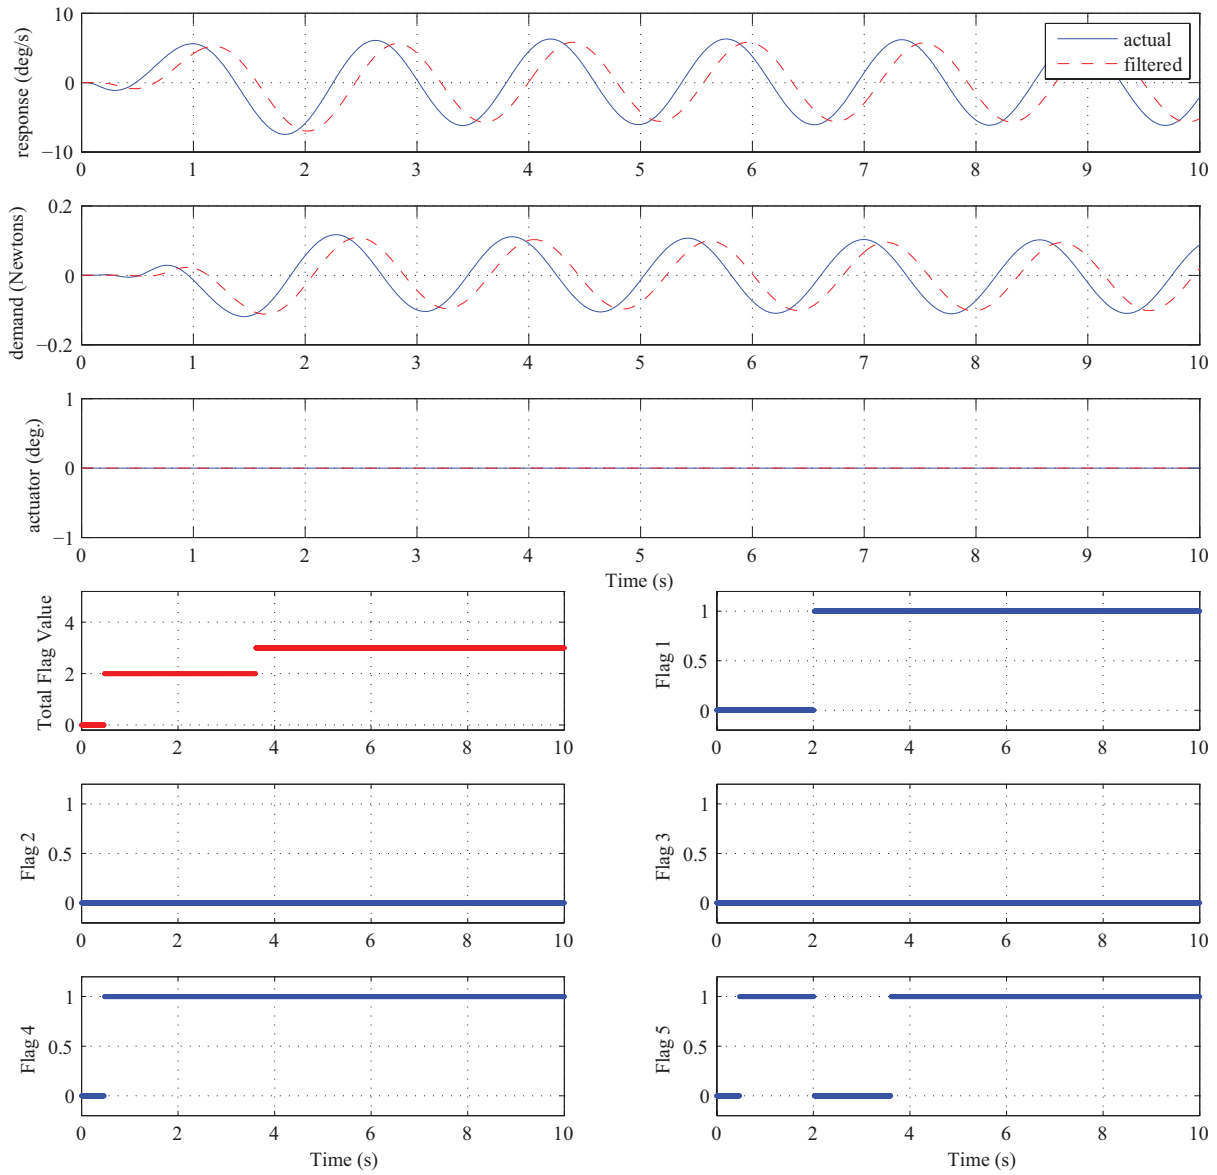 response (deg/s)
10
0
−10
0 1 2 3 4 5 6 7 8 9 10
actual
filtered
demand (Newtons)
0.2
0
−0.2
0 1 2 3 4 5 6 7 8 9 10
actuator (deg.)
1
0
−1
0 1 2 3 4 5 6 7 8 9 10
Time (s)
Total Flag Value
4
2
0
0 2 4 6 8 10
Flag 1
1
0.5
0
0 2 4 6 8 10
Flag 2
1
0.5
0
0 2 4 6 8 10
Flag 3
1
0.5
0
0 2 4 6 8 10
Flag 4
1
0.5
0
0 2 4 6 8 10
Time (s)
Flag 5
1
0.5
0
0 2 4 6 8 10
Time (s)